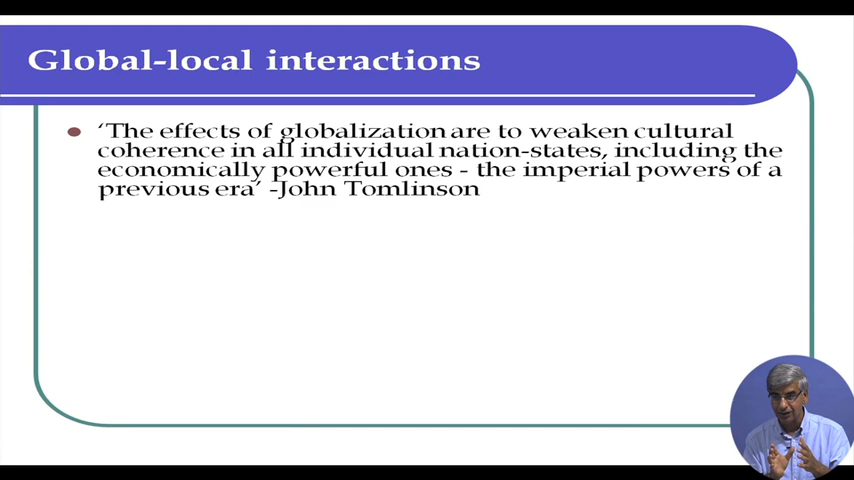 Global-local interactions
‘The effects of globalization are to weaken cultural
coherence in all individual nation-states, including the
economically powerful ones - the imperial powers of a
previous era’ -John Tomlinson